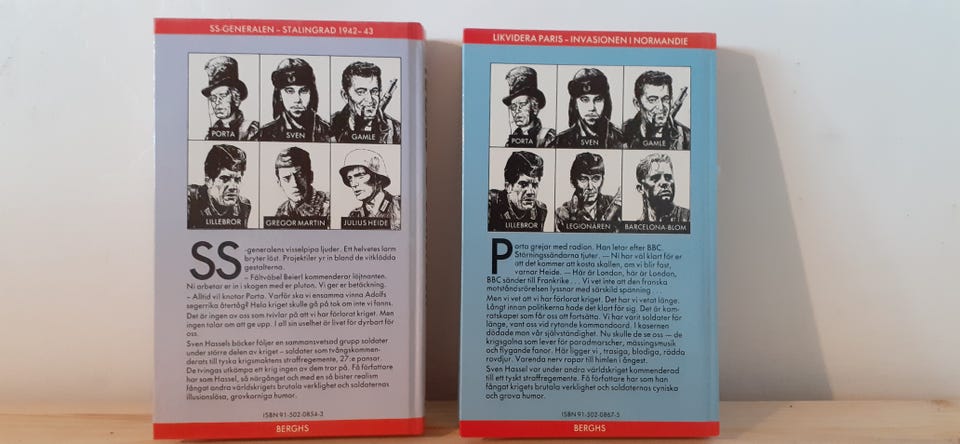 SS-GENERALEN – STALINGRAD 1942–43
PORTA SVEN GAMLE
LILLEBROR GREGOR MARTIN JULIUS HEIDE
SS-generalens visselpipa ljuder. Ett helvetes larm
bryter löst. Projektiler yr in bland de vitklädda
gestalterna.
– Fältväbel Beier! kommenderar löjtnanten.
Ni arbetar er in i skogen med er pluton. Vi ger er betäckning.
– Alltid vi! knotar Porta. Varför ska vi ensamma vinna Adolfs
segerrika återtåg? Hela kriget skulle gå på tok om inte vi fanns.
Det är ingen av oss som tvivlar på att vi har förlorat kriget. Men
ingen talar om att ge upp. I all sin uselhet är livet för dyrbart för
oss.
Sven Hassels böcker följer en sammansvetsad grupp soldater
under större delen av kriget – soldater som tvångskommen-
derats till tyska krigsmaktens straffregemente, 27:e pansar.
De tvingas utkämpa ett krig ingen av dem tror på. Få författare
har som Hassel, så närgånget och med en så bister realism
fångat andra världskrigets brutala verklighet och soldaternas
illusionslösa, grovkorniga humor.
ISBN 91-502-0854-3
BERGHS
LIKVIDERA PARIS – INVASIONEN I NORMANDIE
PORTA SVEN GAMLE
LILLEBROR LEGIONÄREN BARCELONA-BLOM
Porta grejar med radion. Han letar efter BBC.
Störningssändarna tjuter. — Ni har väl klart för er
att det kommer att kosta skallen, om vi blir fast,
varnar Heide. — Här är London, här är London,
BBC sänder till Frankrike . . . Vi vet inte att den franska
motståndsrörelsen lyssnar med särskild spänning . . .
Men vi vet att vi har förlorat kriget. Det har vi vetat länge.
Långt innan politikerna hade det klart för sig. Det är kam-
ratskapet som får oss att fortsätta. Vi har varit soldater för
länge, vant oss vid rytande kommandoord. I kasernen
dödade man vår självständighet. Nu skulle de se oss — de
krigsgalna som lever för paradmarscher, mässingsmusik
och flygande fanor. Här ligger vi, trasiga, blodiga, rädda
rovdjur. Varenda nerv ropar till himlen i ångest.
Sven Hassel var under andra världskriget kommenderad
till ett tyskt straffregemente. Få författare har som han
fångat krigets brutala verklighet och soldaternas cyniska
och grova humor.
ISBN 91-502-0867-5
BERGHS